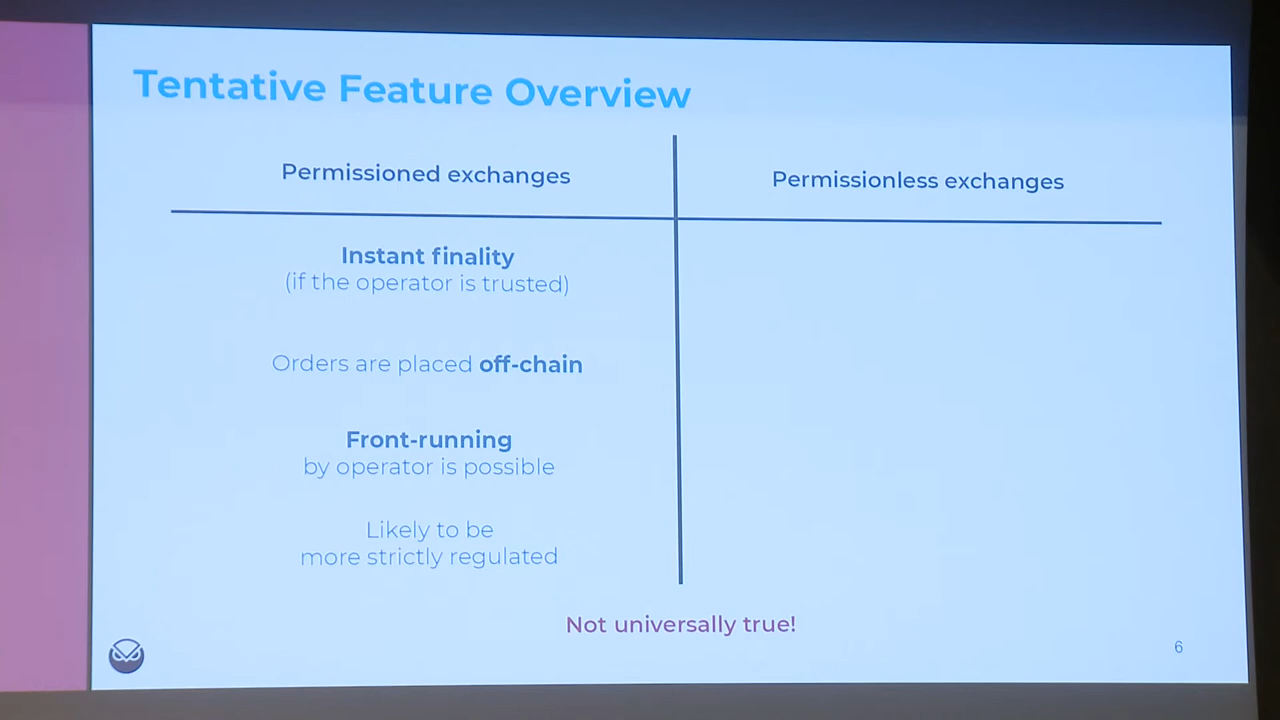 Tentative Feature Overview
Permissioned exchanges
Permissionless exchanges
Instant finality
(if the operator is trusted)
Orders are placed off-chain
Front-running
by operator is possible
Likely to be
more strictly regulated
Not universally true!
6